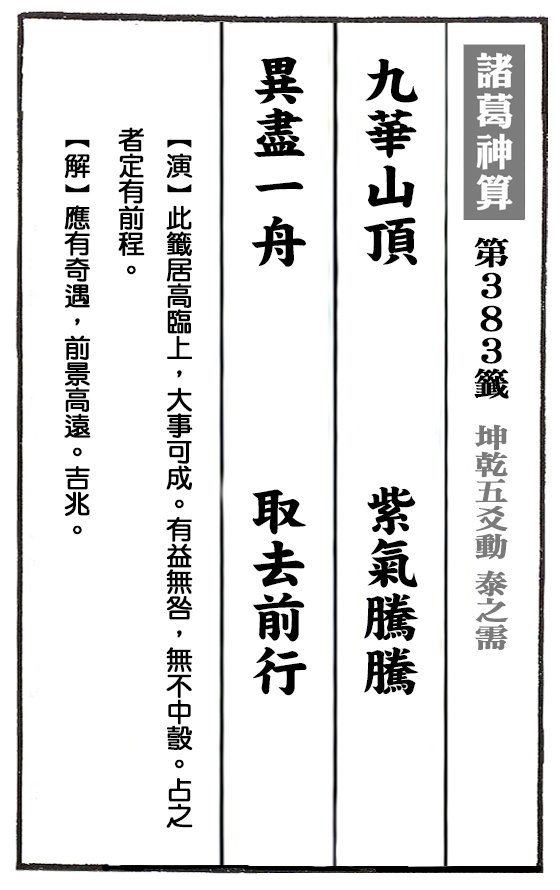 諸葛神算 第３８３籤 坤乾五爻動 泰之需
九華山頂 紫氣騰騰
異盡一舟 取去前行
【演】此籤居高臨上，大事可成。有益無咎，無不中彀。占之
者定有前程。
【解】應有奇遇，前景高遠。吉兆。